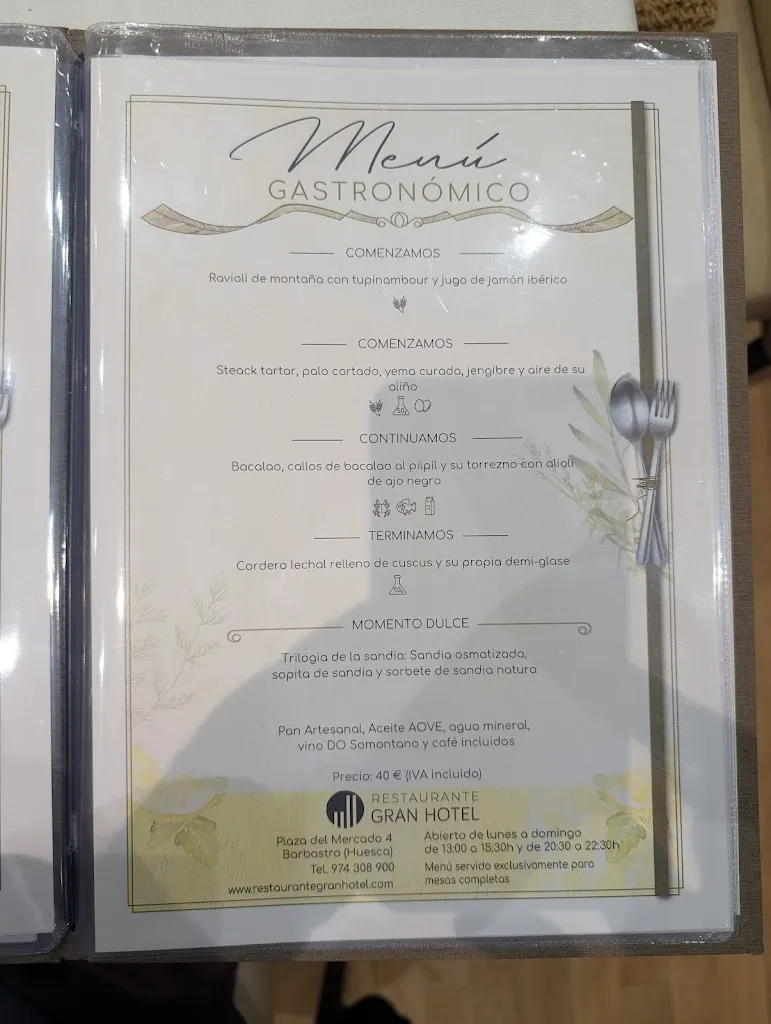 Menú
GASTRONÓMICO
COMENZAMOS
Ravioli de montaña con tupinambour y jugo de jamón ibérico
COMENZAMOS
Steack tartar, palo cortado, yema curada, jengibre y aire de su
aliño
SO₂
CONTINUAMOS
Bacalao, callos de bacalao al pilpil y su torrezno con alioli
de ajo negro
TERMINAMOS
Cordero lechal relleno de cuscus y su propia demi-glase
MOMENTO DULCE
Trilogia de la sandia: Sandia osmotizada,
sopita de sandia y sorbete de sandia natura
Pan Artesanal, Aceite AOVE, agua mineral,
vino DO Somontano y café incluidos
Precio: 40 € (IVA incluido)
RESTAURANTE
GRAN HOTEL
Plaza del Mercado 4
Barbastro (Huesca)
Tel. 974 308 900
www.restaurantegranhotel.com
Abierto de lunes a domingo
de 13:00 a 15:30h y de 20:30 a 22:30h
Menú servido exclusivamente para
mesas completas